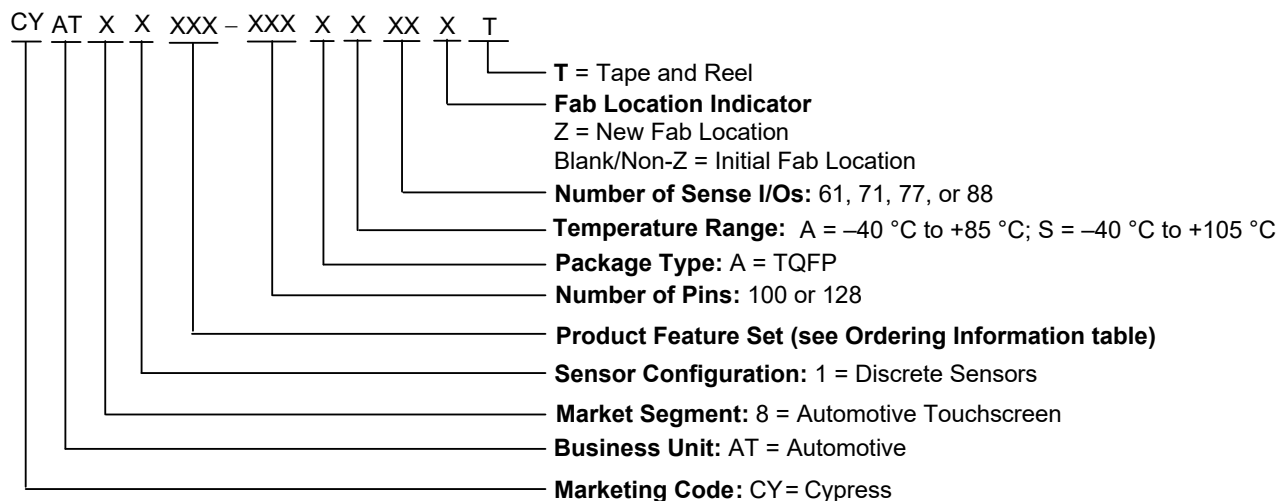 CY AT X X XXX – XXX X X XX X T
T = Tape and Reel
Fab Location Indicator
Z = New Fab Location
Blank/Non-Z = Initial Fab Location
Number of Sense I/Os: 61, 71, 77, or 88
Temperature Range: A = –40 °C to +85 °C; S = –40 °C to +105 °C
Package Type: A = TQFP
Number of Pins: 100 or 128
Product Feature Set (see Ordering Information table)
Sensor Configuration: 1 = Discrete Sensors
Market Segment: 8 = Automotive Touchscreen
Business Unit: AT = Automotive
Marketing Code: CY = Cypress